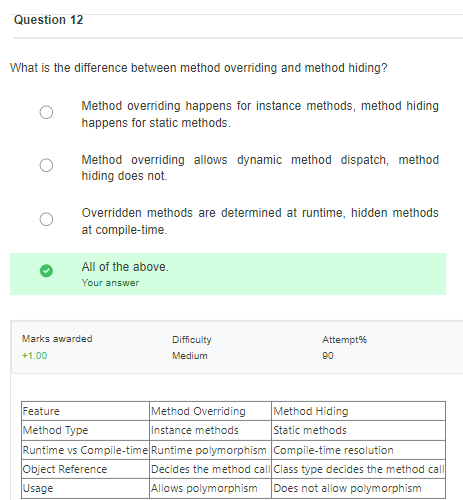 Question 12
What is the difference between method overriding and method hiding?
Method overriding happens for instance methods, method hiding
happens for static methods.
Method overriding allows dynamic method dispatch, method
hiding does not.
Overridden methods are determined at runtime, hidden methods
at compile-time.
All of the above.
Your answer
Marks awarded Difficulty Attempt%
+1.00 Medium 90
Feature Method Overriding Method Hiding
Method Type Instance methods Static methods
Runtime vs Compile-time Runtime polymorphism Compile-time resolution
Object Reference Decides the method call Class type decides the method call
Usage Allows polymorphism Does not allow polymorphism